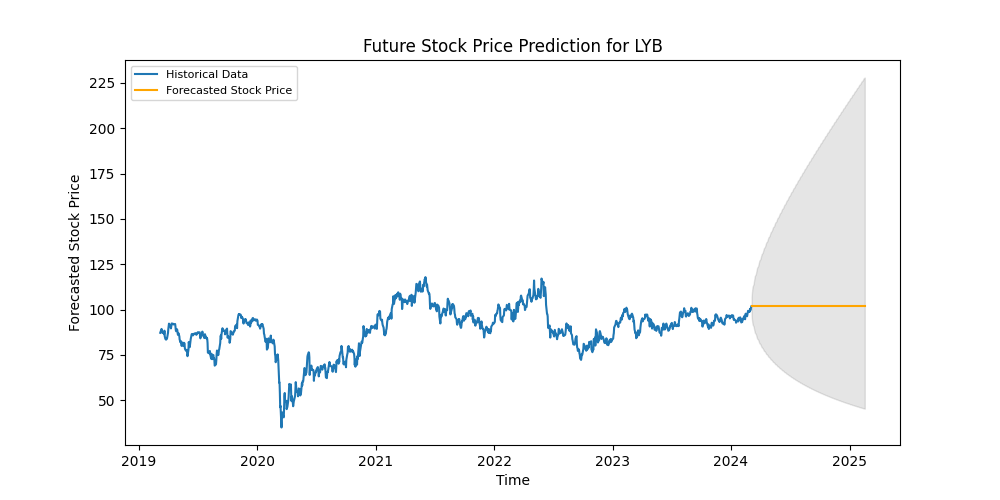 Future Stock Price Prediction for LYB
Historical Data
Forecasted Stock Price
225
200
175
150
125
100
75
50
Forecasted Stock Price
2019 2020 2021 2022 2023 2024 2025
Time